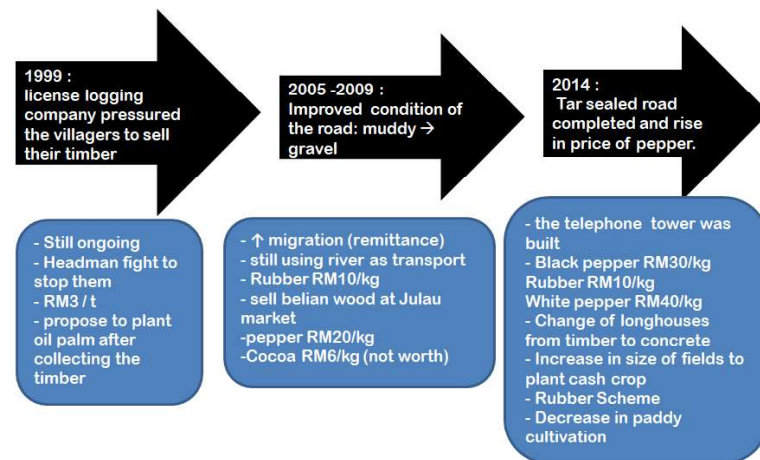 1999 :
license logging
company pressured
the villagers to sell
their timber
2005 -2009 :
Improved condition of
the road: muddy →
gravel
2014 :
Tar sealed road
completed and rise
in price of pepper.
- Still ongoing
- Headman fight to
stop them
- RM3 / t
- propose to plant
oil palm after
collecting the
timber
- ↑ migration (remittance)
- still using river as transport
- Rubber RM10/kg
- sell belian wood at Julau
market
-pepper RM20/kg
-Cocoa RM6/kg (not worth)
- the telephone tower was
built
- Black pepper RM30/kg
Rubber RM10/kg
White pepper RM40/kg
- Change of longhouses
from timber to concrete
- Increase in size of fields to
plant cash crop
- Rubber Scheme
- Decrease in paddy
cultivation